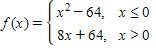 f(x) = { x² − 64, x ≤ 0
8x + 64, x > 0